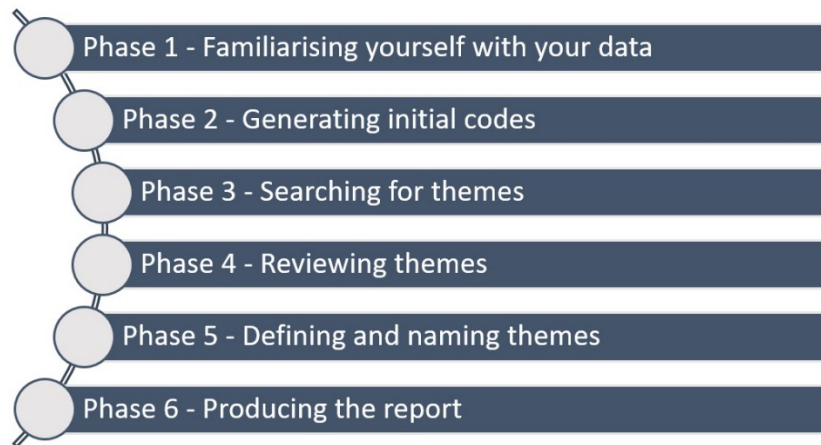 Phase 1 - Familiarising yourself with your data
Phase 2 - Generating initial codes
Phase 3 - Searching for themes
Phase 4 - Reviewing themes
Phase 5 - Defining and naming themes
Phase 6 - Producing the report